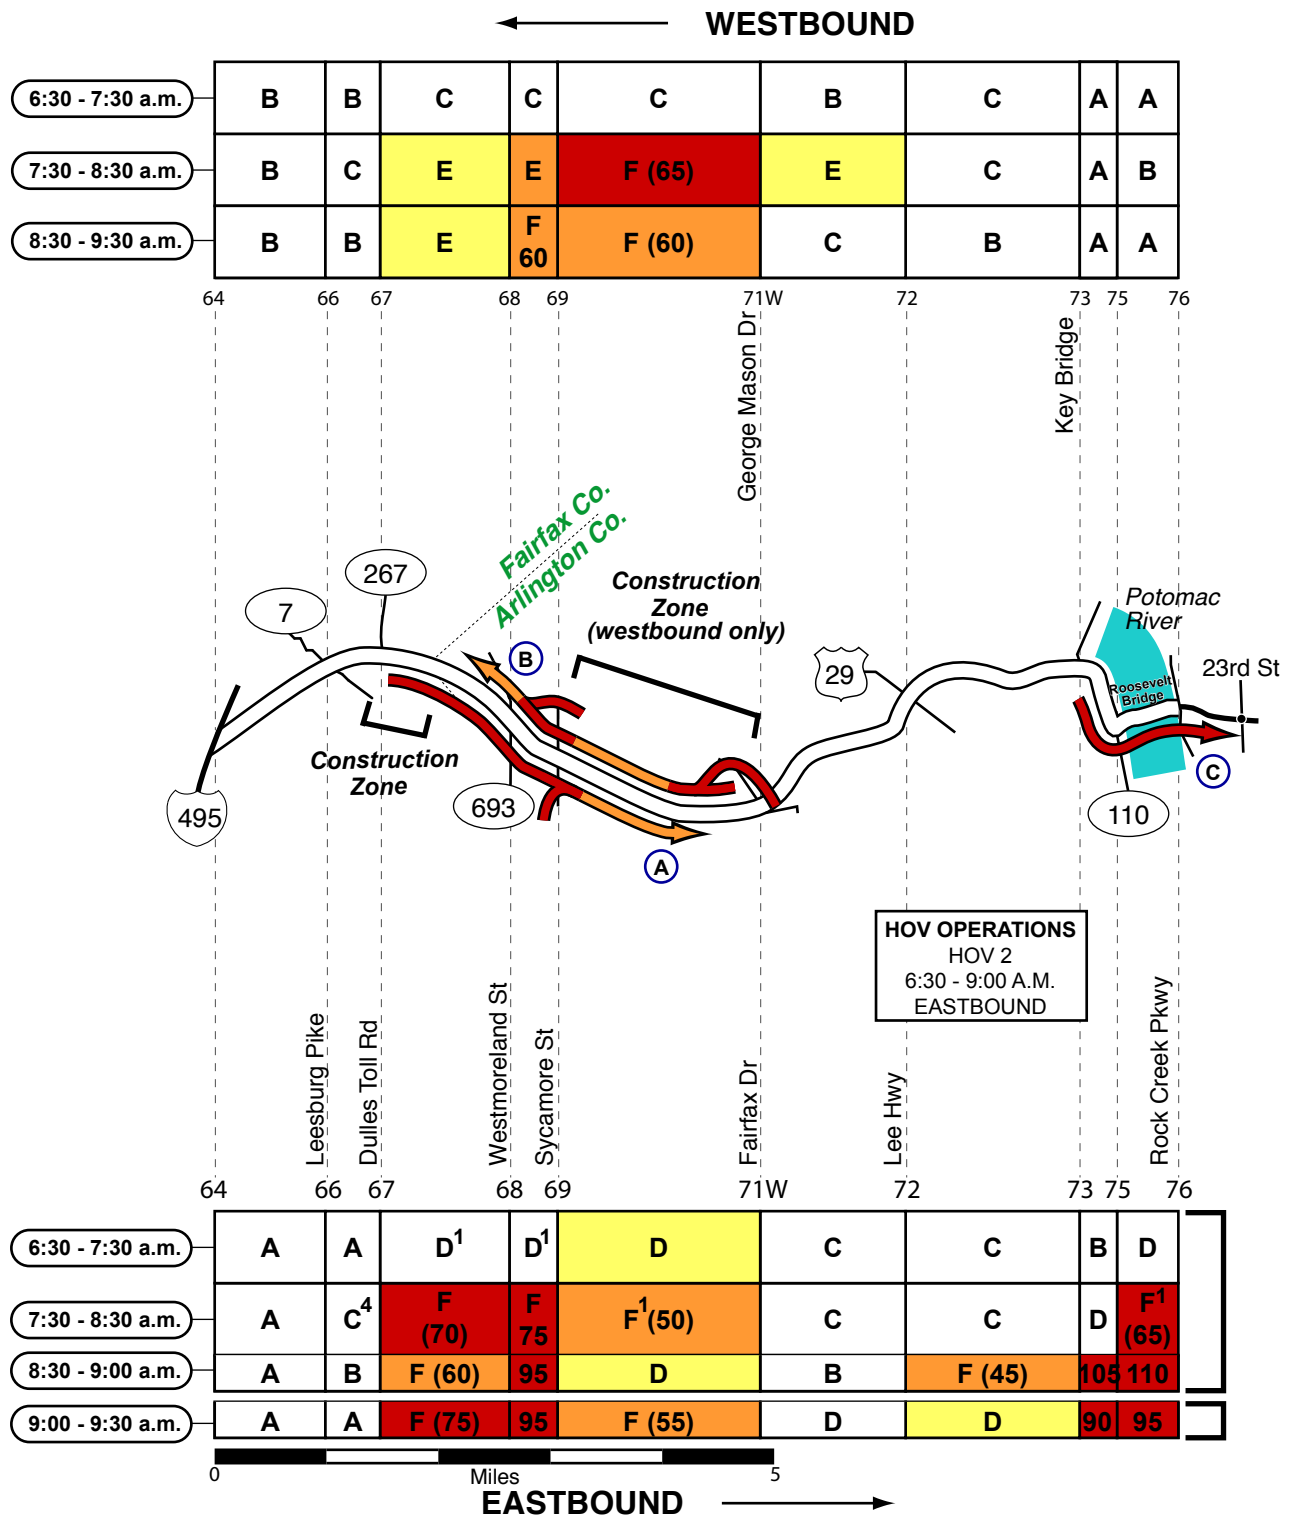 WESTBOUND
6:30 - 7:30 a.m. B B C C C B C A A
7:30 - 8:30 a.m. B C E E F (65) E C A B
8:30 - 9:30 a.m. B B E F 60 F (60) C B A A
64 66 67 68 69 71W 72 73 75 76
George Mason Dr
Key Bridge
Fairfax Co.
Arlington Co.
267
7
Construction
Zone
(westbound only)
Potomac
River
B
29
23rd St
Roosevelt
Bridge
Construction
Zone
C
495
693
110
A
HOV OPERATIONS
HOV 2
6:30 - 9:00 A.M.
EASTBOUND
Leesburg Pike
Dulles Toll Rd
Westmoreland St
Sycamore St
Fairfax Dr
Lee Hwy
Rock Creek Pkwy
64 66 67 68 69 71W 72 73 75 76
6:30 - 7:30 a.m. A A D1 D1 D C C B D
7:30 - 8:30 a.m. A C4 F (70) F 75 F1(50) C C D F1 (65)
8:30 - 9:00 a.m. A B F (60) 95 D B F (45) 105 110
9:00 - 9:30 a.m. A A F (75) 95 F (55) D D 90 95
0 Miles 5
EASTBOUND